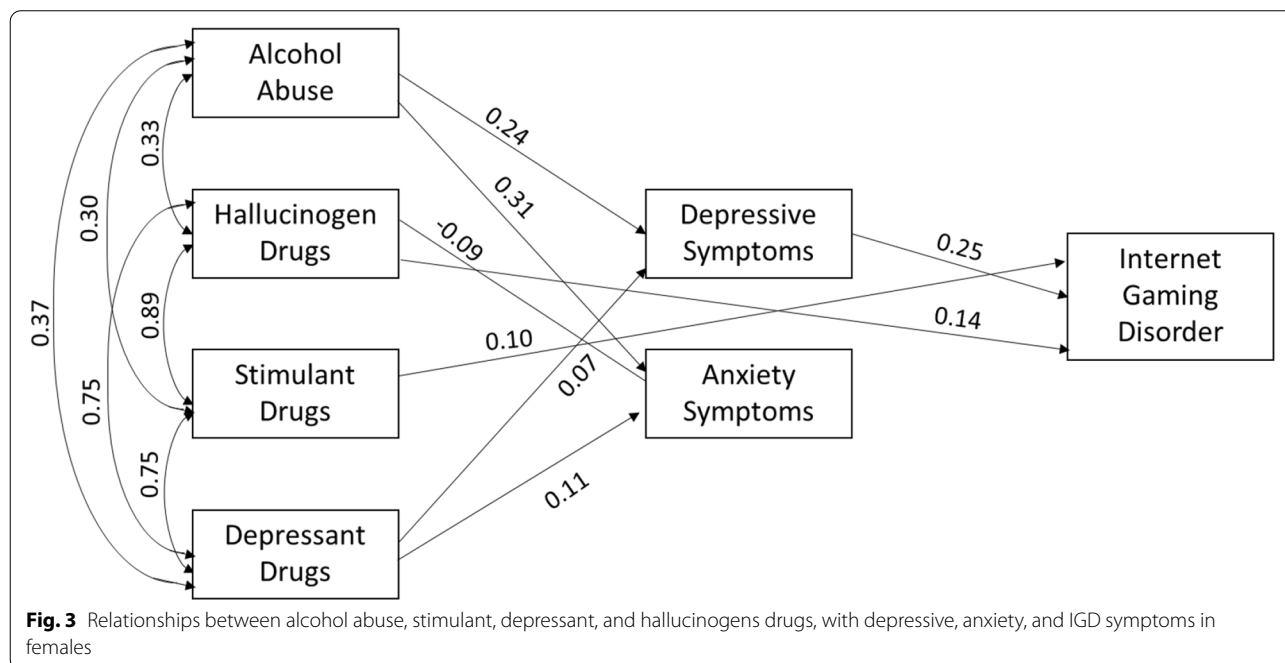 Alcohol
Abuse
Hallucinogen
Drugs
Stimulant
Drugs
Depressant
Drugs
Depressive
Symptoms
Anxiety
Symptoms
Internet
Gaming
Disorder
0.37
0.30
0.33
0.75
0.89
0.75
0.24
0.31
-0.09
0.10
0.07
0.11
0.25
0.14
Fig. 3 Relationships between alcohol abuse, stimulant, depressant, and hallucinogens drugs, with depressive, anxiety, and IGD symptoms in
females